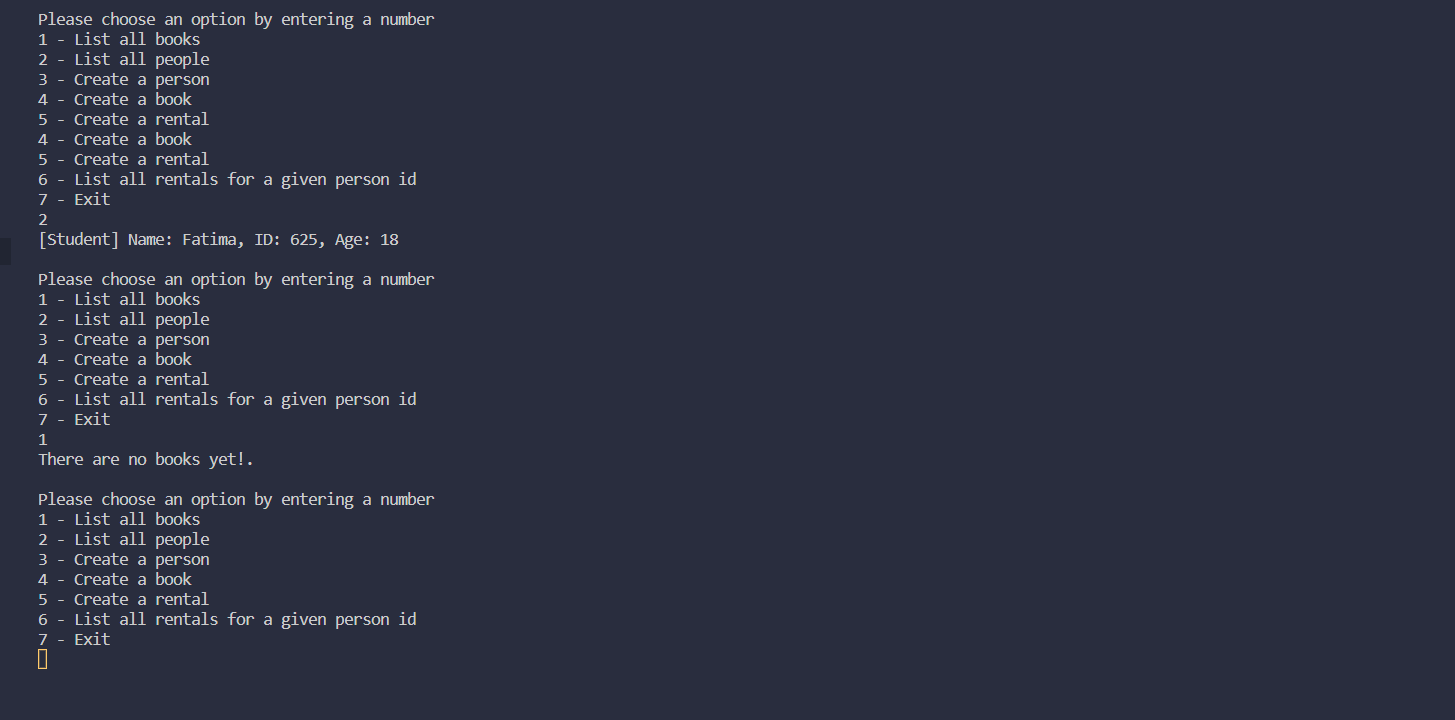 Please choose an option by entering a number
1 - List all books
2 - List all people
3 - Create a person
4 - Create a book
5 - Create a rental
4 - Create a book
5 - Create a rental
6 - List all rentals for a given person id
7 - Exit
2
[Student] Name: Fatima, ID: 625, Age: 18
Please choose an option by entering a number
1 - List all books
2 - List all people
3 - Create a person
4 - Create a book
5 - Create a rental
6 - List all rentals for a given person id
7 - Exit
1
There are no books yet!.
Please choose an option by entering a number
1 - List all books
2 - List all people
3 - Create a person
4 - Create a book
5 - Create a rental
6 - List all rentals for a given person id
7 - Exit